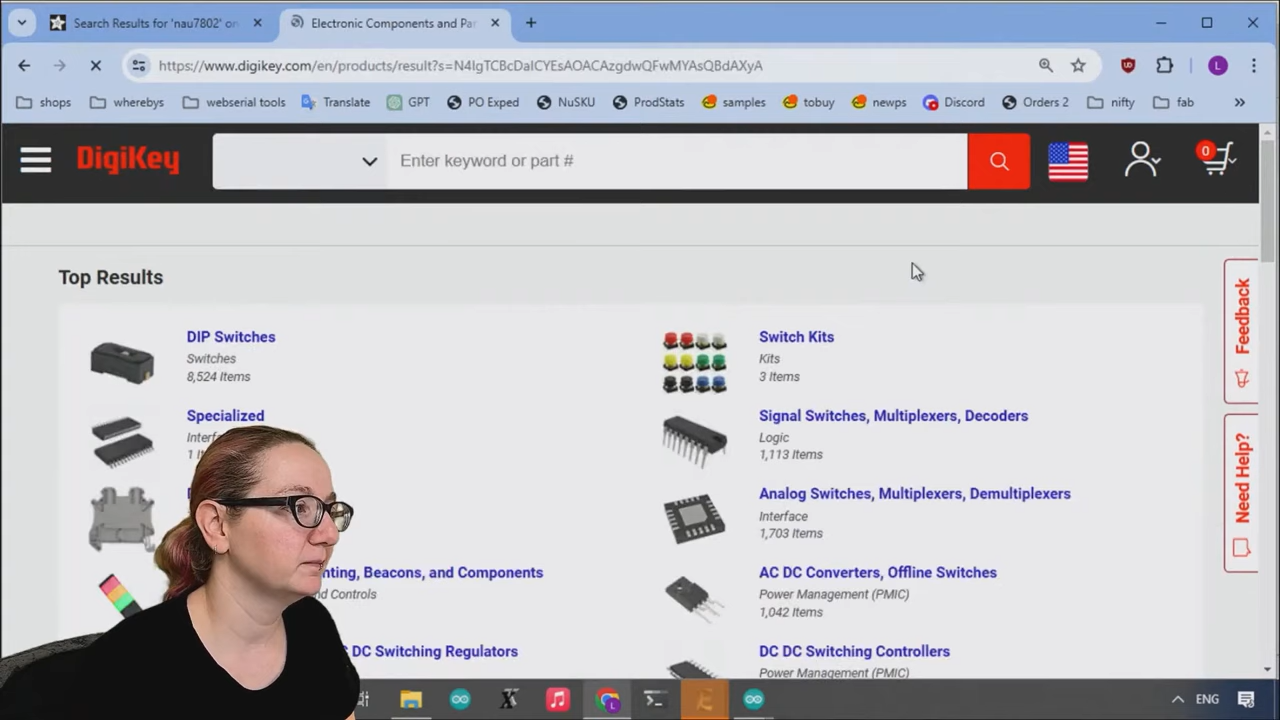 Search Results for 'nau7802' on
Electronic Components and Par
https://www.digikey.com/en/products/result?s=N4IgTCBcDaICYEsAOACAzgdwQFwMYAsQBdAXyA
shops
wherebys
webserial tools
Translate
GPT
PO Exped
NuSKU
ProdStats
samples
tobuy
newps
Discord
Orders 2
nifty
fab
»
DigiKey
Enter keyword or part #
0
Top Results
DIP Switches
Switches
8,524 Items
Switch Kits
Kits
3 Items
Specialized
Signal Switches, Multiplexers, Decoders
Logic
1,113 Items
Analog Switches, Multiplexers, Demultiplexers
Interface
1,703 Items
Beacons, and Components
nd Controls
AC DC Converters, Offline Switches
Power Management (PMIC)
1,042 Items
DC Switching Regulators
DC DC Switching Controllers
Power Management (PMIC)
Feedback
Need Help?
L
ENG